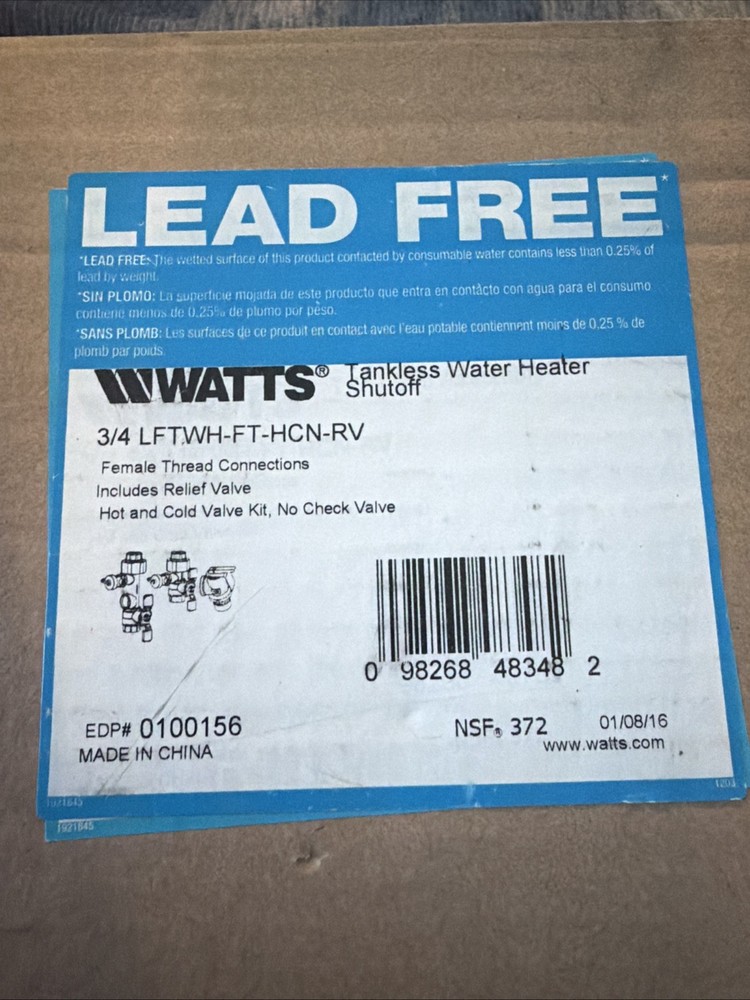 LEAD FREE*
*LEAD FREE: The wetted surface of this product contacted by consumable water contains less than 0.25% of
lead by weight.
*SIN PLOMO: La superficie mojada de este producto que entra en contàcto con agua para el consumo
contiene menos de 0.25% de plomo por peso.
*SANS PLOMB: Les surfaces de ce produit en contact avec l'eau potable contiennent moins de 0.25 % de
plomb par poids.
WATTS® Tankless Water Heater
Shutoff
3/4 LFTWH-FT-HCN-RV
Female Thread Connections
Includes Relief Valve
Hot and Cold Valve Kit, No Check Valve
0 98268 48348 2
EDP# 0100156
MADE IN CHINA
NSF® 372 01/08/16
www.watts.com
1921845
1921845